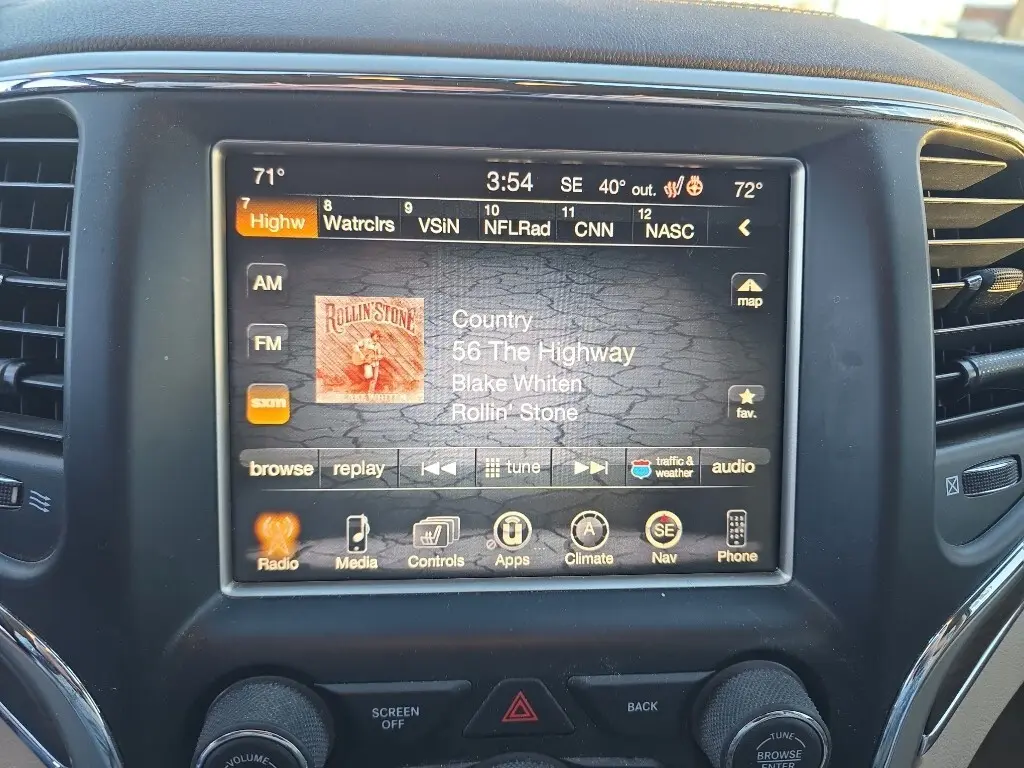 71° 3:54 SE 40° out. 72°
7 Highw 8 Watrclrs 9 VSiN 10 NFLRad 11 CNN 12 NASC
AM
map
Country
ROLLIN' STONE
56 The Highway
FM
Blake Whiten
BLAKE WHITEN
sxm
Rollin' Stone
fav.
browse replay tune traffic & weather audio
A SE
Radio Media Controls Apps Climate Nav Phone
SCREEN OFF
BACK
VOLUME
TUNE
BROWSE
ENTER